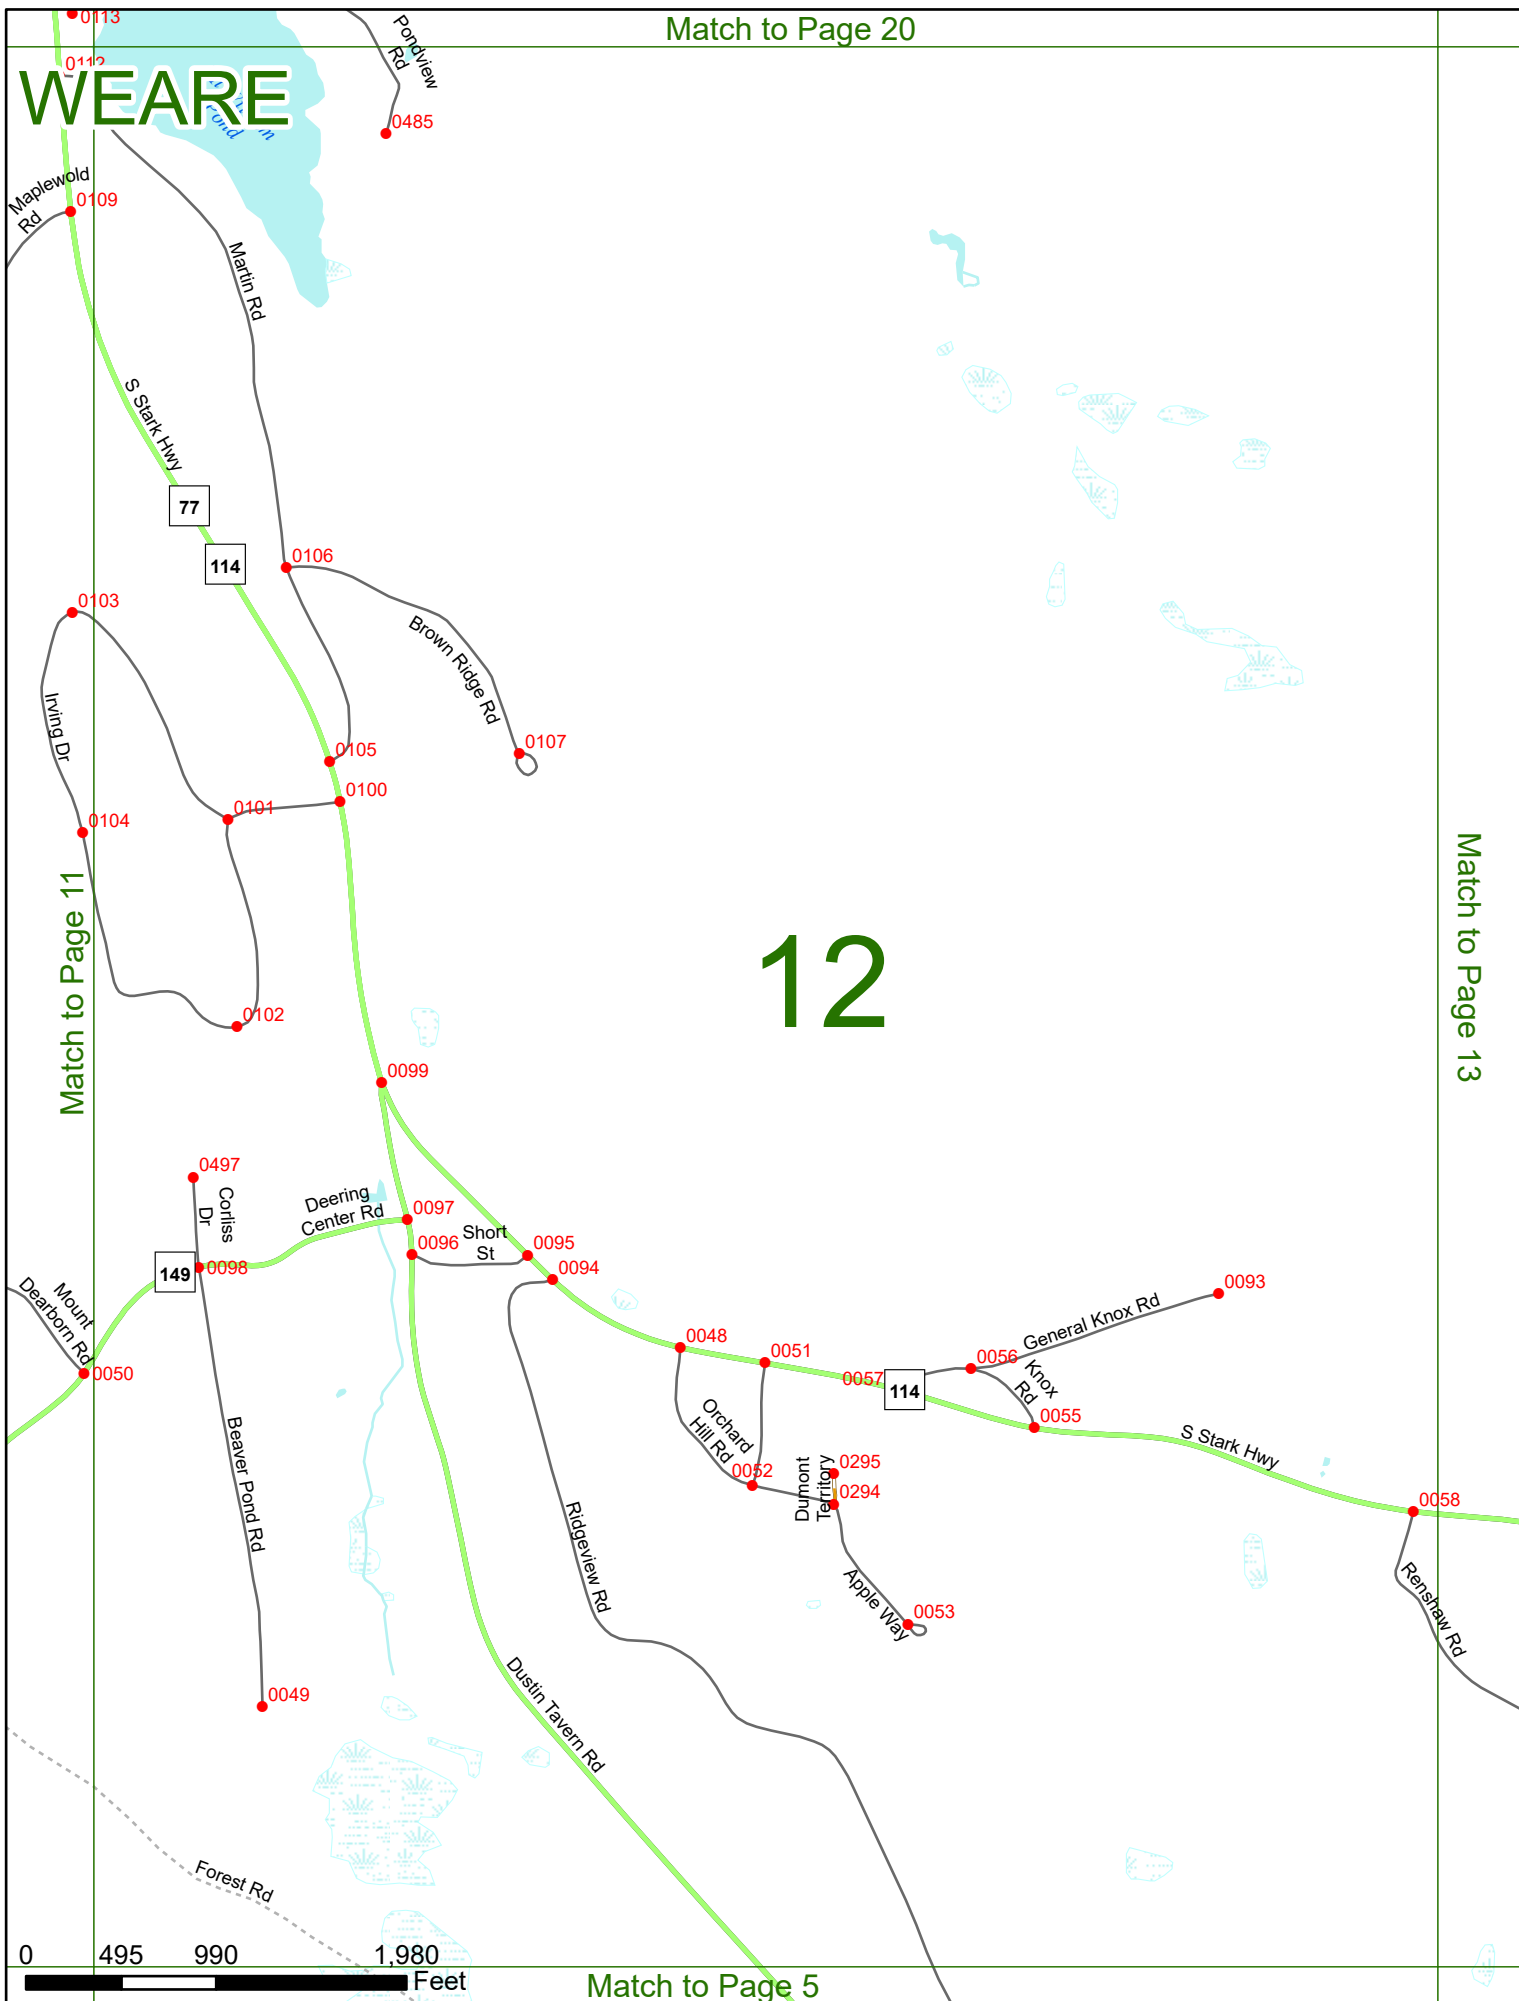 0113
Match to Page 20
Pondview
Rd
0112
WEARE
Pond
0485
Maplewold
Rd
0109
Martin Rd
S Stark Hwy
77
114
0106
0103
Brown Ridge Rd
Irving Dr
0105
0107
0100
0101
0104
Match to Page 11
Match to Page 13
12
0102
0099
0497
Corliss
Dr
Deering
Center Rd
0097
0096
Short
St
0095
0094
149
0098
Mount
Dearborn Rd
0050
0093
General Knox Rd
0048
0051
0056
0057
114
Knox
Rd
0055
Orchard
Hill Rd
S Stark Hwy
0052
0295
Dumont
Territory
0294
0058
Beaver Pond Rd
Ridgeview Rd
Apple Way
0053
Renshaw Rd
0049
Dustin Tavern Rd
Forest Rd
0 495 990 1,980
Feet
Match to Page 5